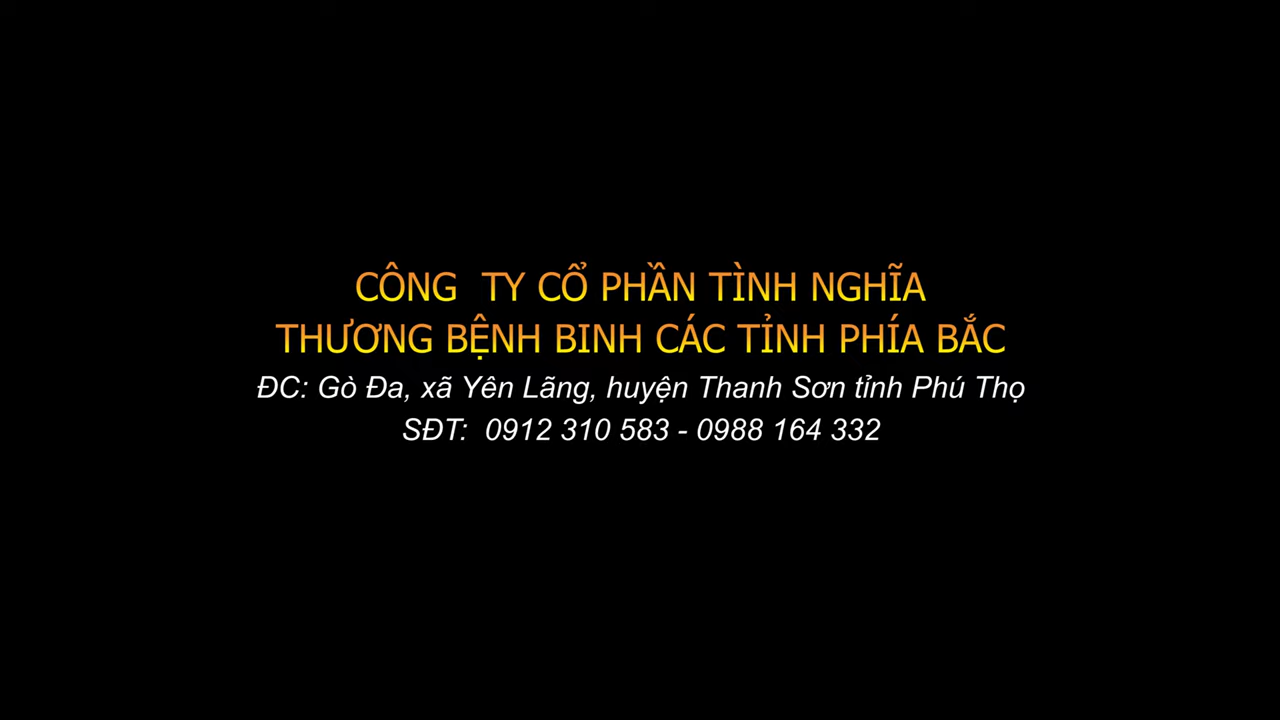 CÔNG  TY CỔ PHẦN TÌNH NGHĨA
THƯƠNG BỆNH BINH CÁC TỈNH PHÍA BẮC
ĐC: Gò Đa, xã Yên Lãng, huyện Thanh Sơn tỉnh Phú Thọ
SĐT:  0912 310 583 - 0988 164 332